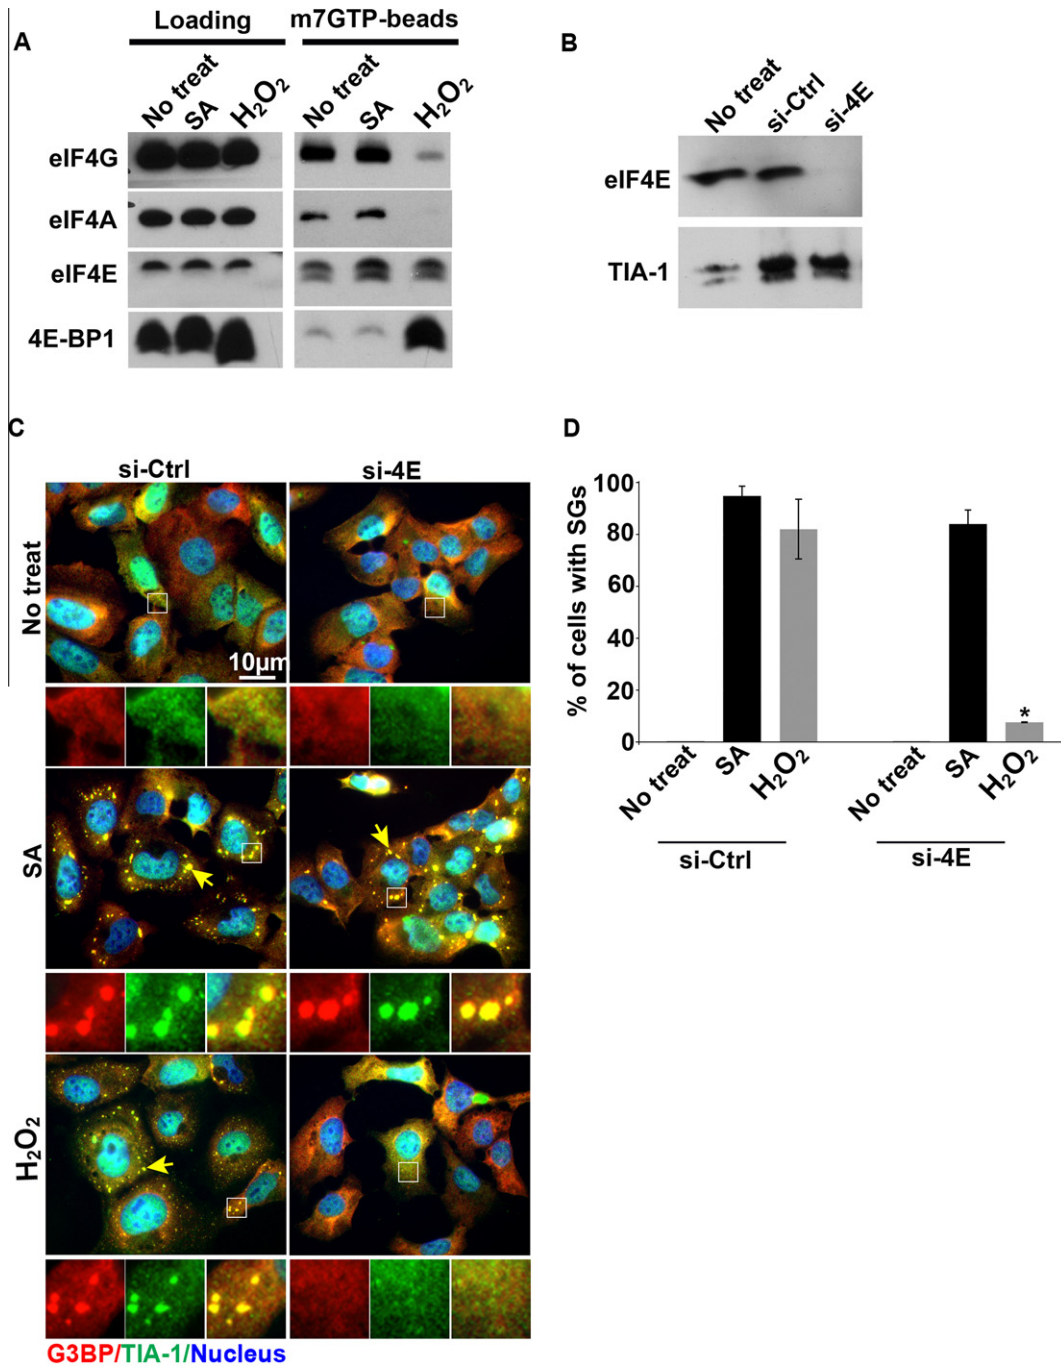 A
Loading
m7GTP-beads
No treat
SA
H₂O₂
No treat
SA
H₂O₂
eIF4G
eIF4A
eIF4E
4E-BP1
B
No treat
si-Ctrl
si-4E
eIF4E
TIA-1
C
si-Ctrl
si-4E
No treat
10µm
SA
H₂O₂
G3BP/TIA-1/Nucleus
D
% of cells with SGs
100
80
60
40
20
0
*
No treat
SA
H₂O₂
No treat
SA
H₂O₂
si-Ctrl
si-4E